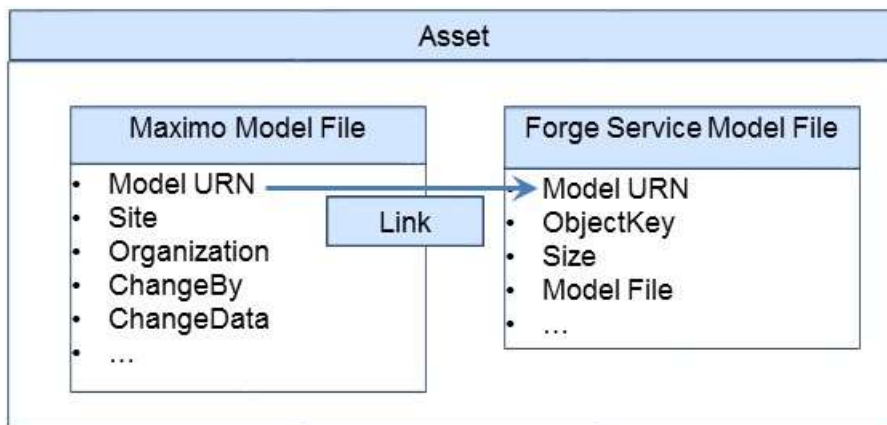 Asset
Maximo Model File
• Model URN
• Site
• Organization
• ChangeBy
• ChangeData
• …
Link
Forge Service Model File
• Model URN
• ObjectKey
• Size
• Model File
• …